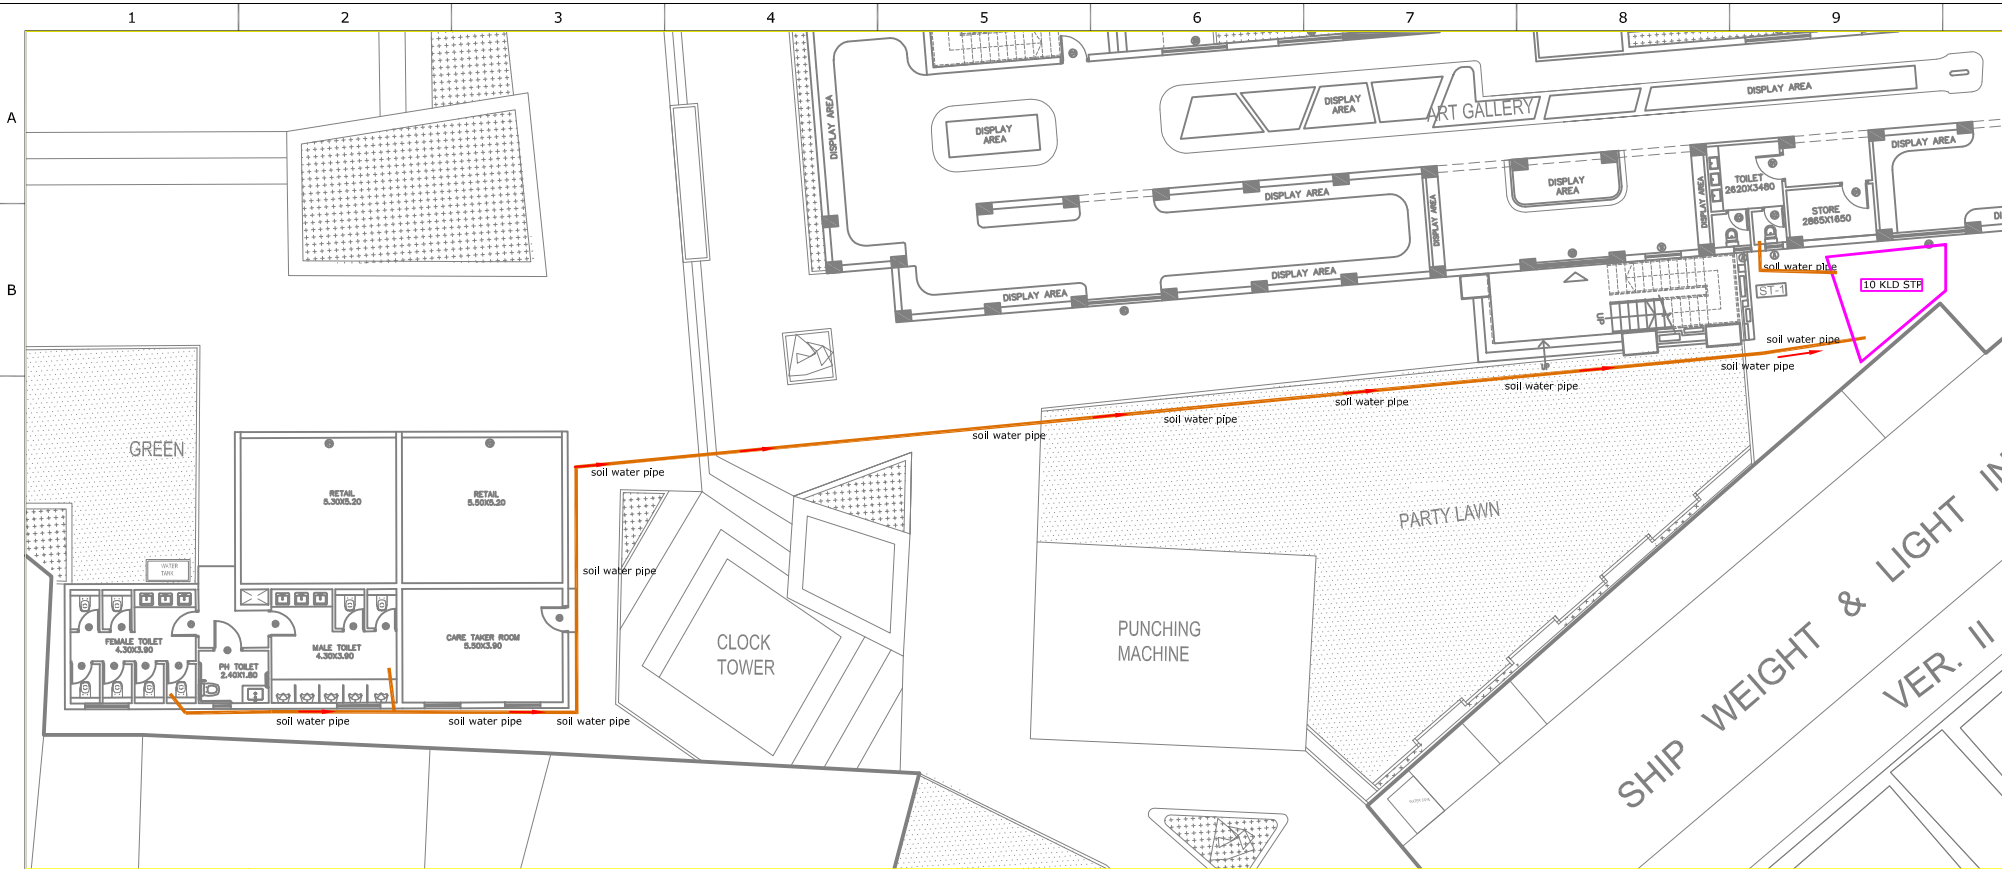 1
2
3
4
5
6
7
8
9
A
B
DISPLAY AREA
DISPLAY
AREA
DISPLAY
AREA
ART GALLERY
DISPLAY AREA
DISPLAY AREA
TOILET
2620X3480
STORE
2865X1650
DISPLAY AREA
DISPLAY
AREA
DISPLAY AREA
DISPLAY AREA
DISPLAY AREA
DISPLAY AREA
soil water pipe
10 KLD STP
ST-1
UP
UP
soil water pipe
soil water pipe
soil water pipe
soil water pipe
soil water pipe
soil water pipe
soil water pipe
GREEN
RETAIL
5.30X5.20
RETAIL
5.50X5.20
PARTY LAWN
WATER
TANK
soil water pipe
FEMALE TOILET
4.30X3.90
PH TOILET
2.40X1.80
MALE TOILET
4.30X3.90
CARE TAKER ROOM
5.50X3.90
CLOCK
TOWER
PUNCHING
MACHINE
soil water pipe
soil water pipe
soil water pipe
SHIP WEIGHT & LIGHT IN
VER. II